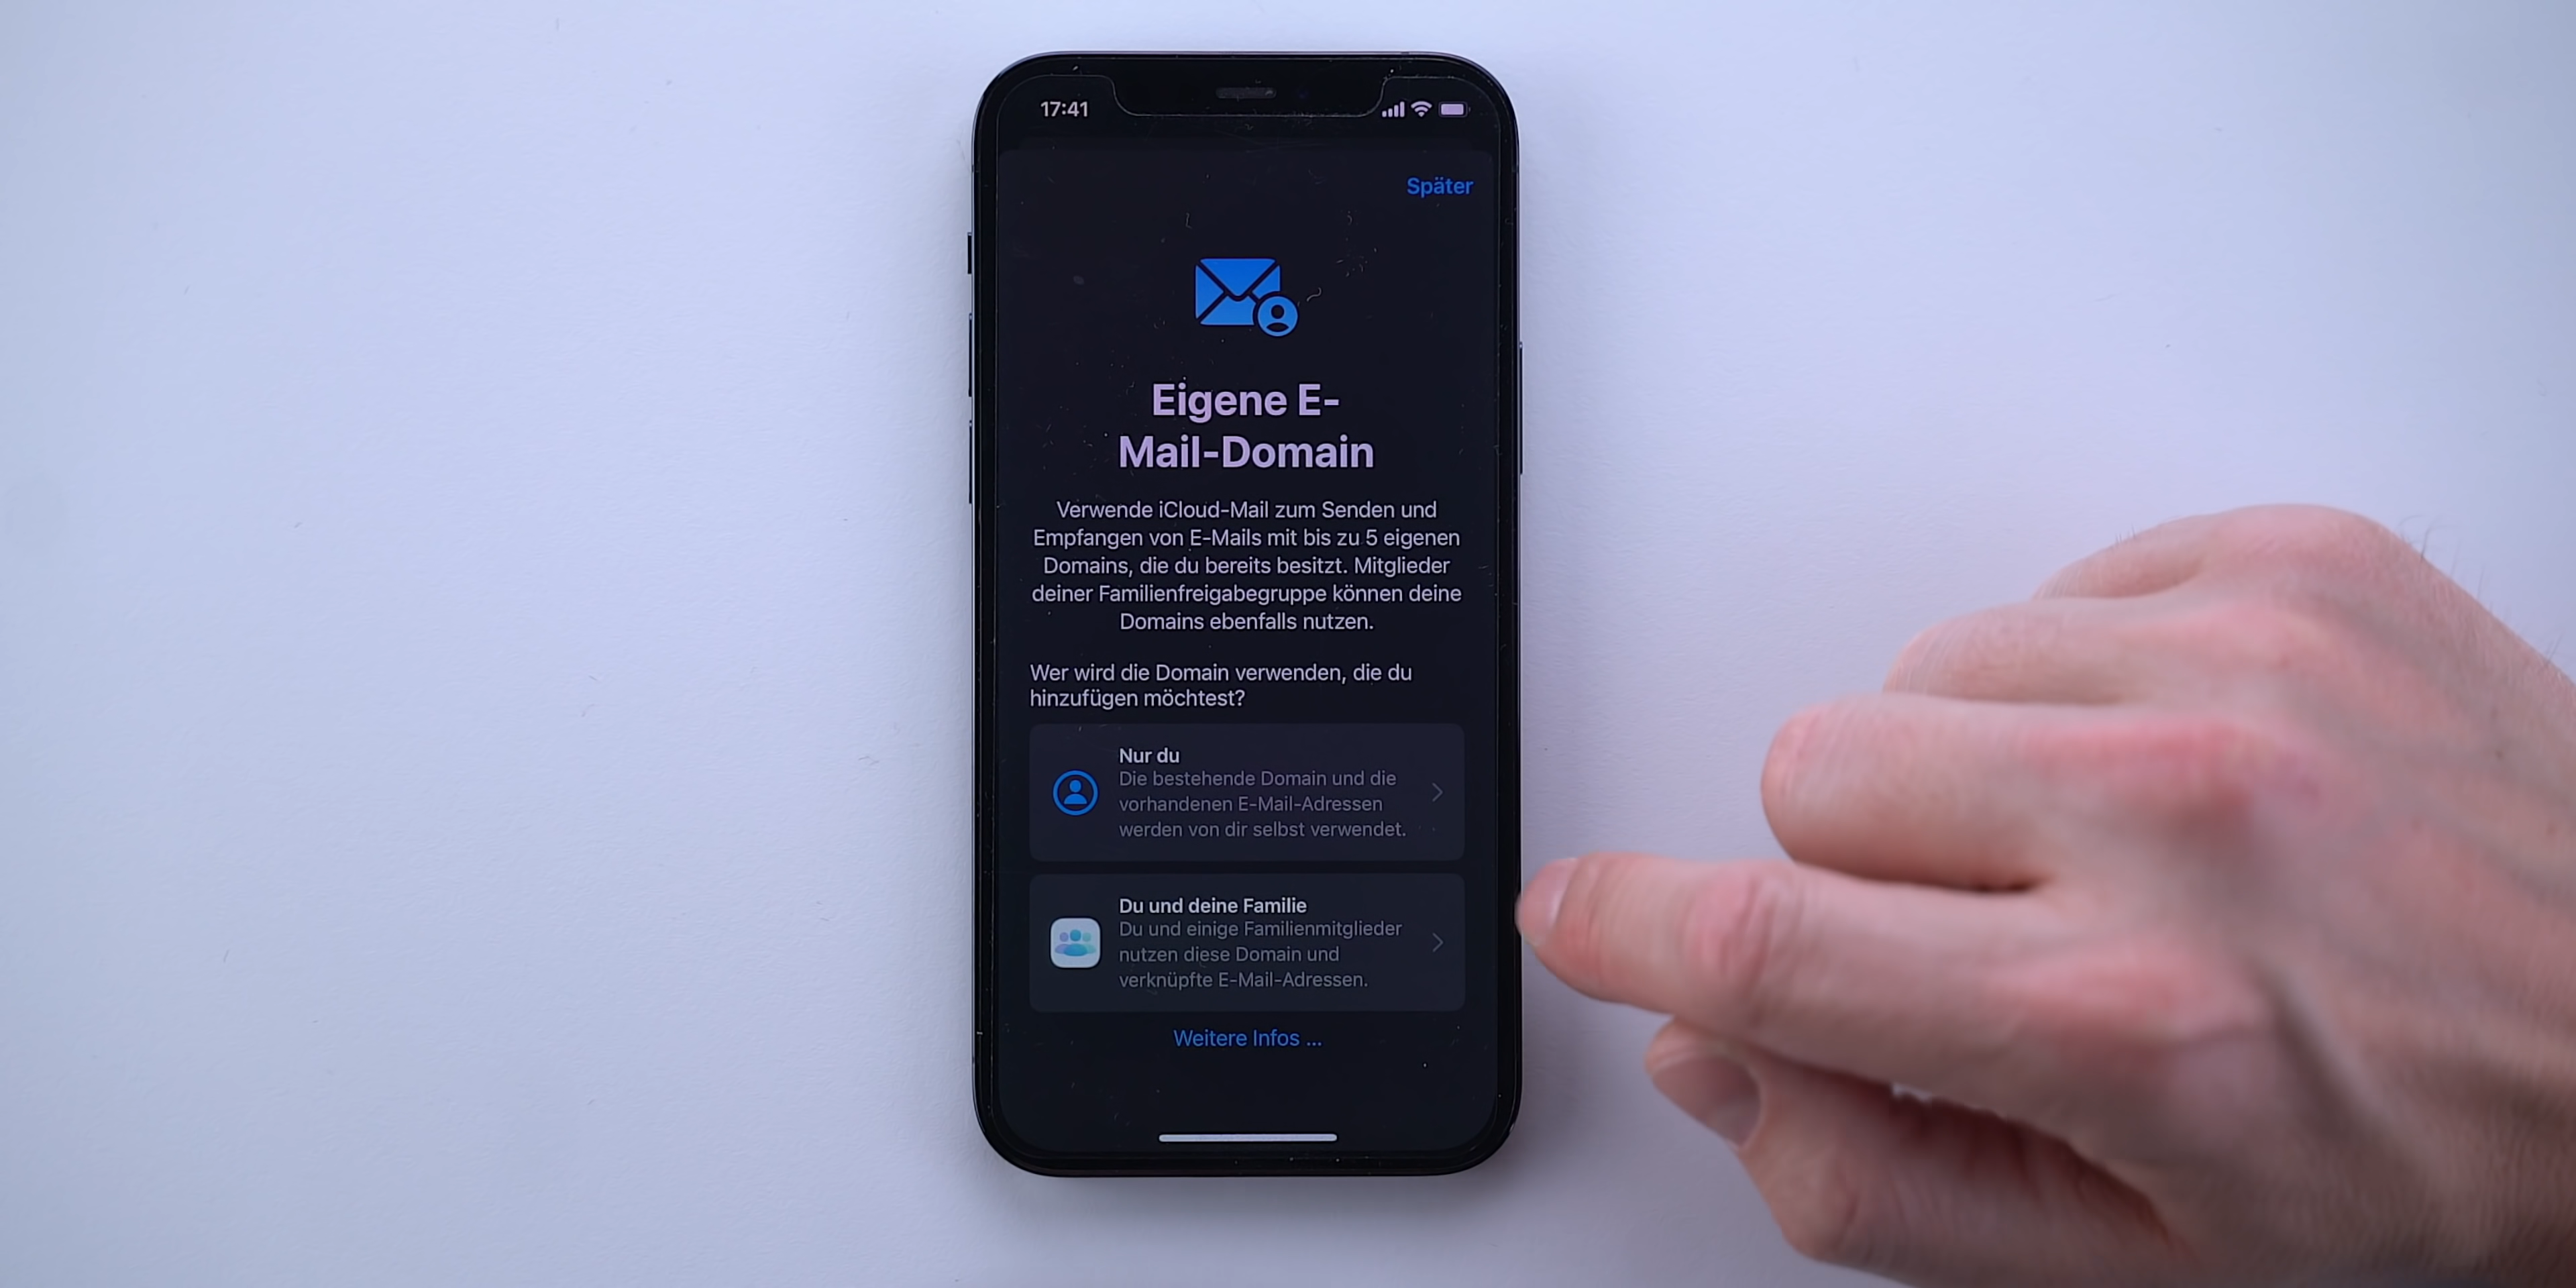 17:41
Später
Eigene E-
Mail-Domain
Verwende iCloud-Mail zum Senden und
Empfangen von E-Mails mit bis zu 5 eigenen
Domains, die du bereits besitzt. Mitglieder
deiner Familienfreigabegruppe können deine
Domains ebenfalls nutzen.
Wer wird die Domain verwenden, die du
hinzufügen möchtest?
Nur du
Die bestehende Domain und die
vorhandenen E-Mail-Adressen
werden von dir selbst verwendet.
Du und deine Familie
Du und einige Familienmitglieder
nutzen diese Domain und
verknüpfte E-Mail-Adressen.
Weitere Infos ...